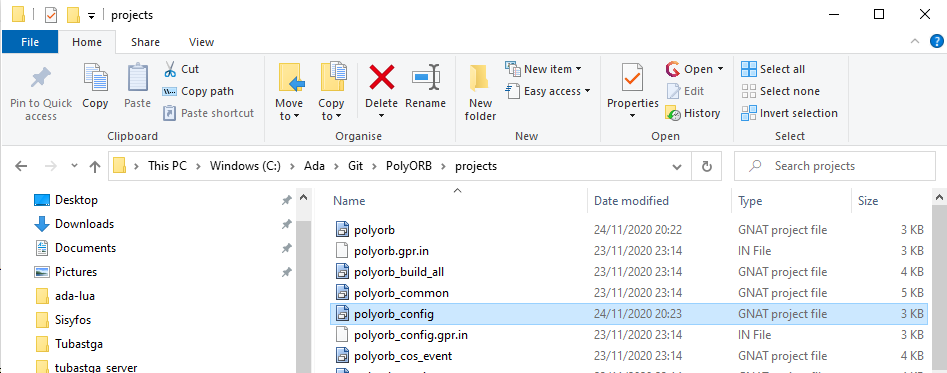 projects
File Home Share View
Pin to Quick access
Copy
Paste
Cut
Copy path
Paste shortcut
Clipboard
Move to
Copy to
Delete
Rename
Organise
New folder
New item
Easy access
New
Properties
Open
Edit
History
Open
Select all
Select none
Invert selection
Select
This PC > Windows (C:) > Ada > Git > PolyORB > projects
Search projects
Desktop
Downloads
Documents
Pictures
ada-lua
Sisyfos
Tubastga
tubastga_server
Name Date modified Type Size
polyorb 24/11/2020 20:22 GNAT project file 3 KB
polyorb.gpr.in 23/11/2020 23:14 IN File 3 KB
polyorb_build_all 23/11/2020 23:14 GNAT project file 4 KB
polyorb_common 23/11/2020 23:14 GNAT project file 5 KB
polyorb_config 24/11/2020 20:23 GNAT project file 3 KB
polyorb_config.gpr.in 23/11/2020 23:14 IN File 3 KB
polyorb_cos_event 23/11/2020 23:14 GNAT project file 4 KB